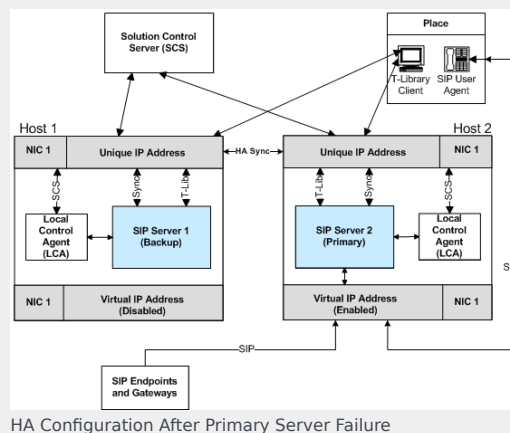 Solution Control
Server (SCS)
Place
T-Library
Client
SIP User
Agent
Host 1
NIC 1
Unique IP Address
HA Sync
Host 2
Unique IP Address
NIC 1
SCS
Sync
T-Lib
T-Lib
Sync
SCS
Local
Control
Agent
(LCA)
SIP Server 1
(Backup)
SIP Server 2
(Primary)
Local
Control
Agent
(LCA)
S
NIC 1
Virtual IP Address
(Disabled)
Virtual IP Address
(Enabled)
NIC 1
SIP
SIP Endpoints
and Gateways
HA Configuration After Primary Server Failure